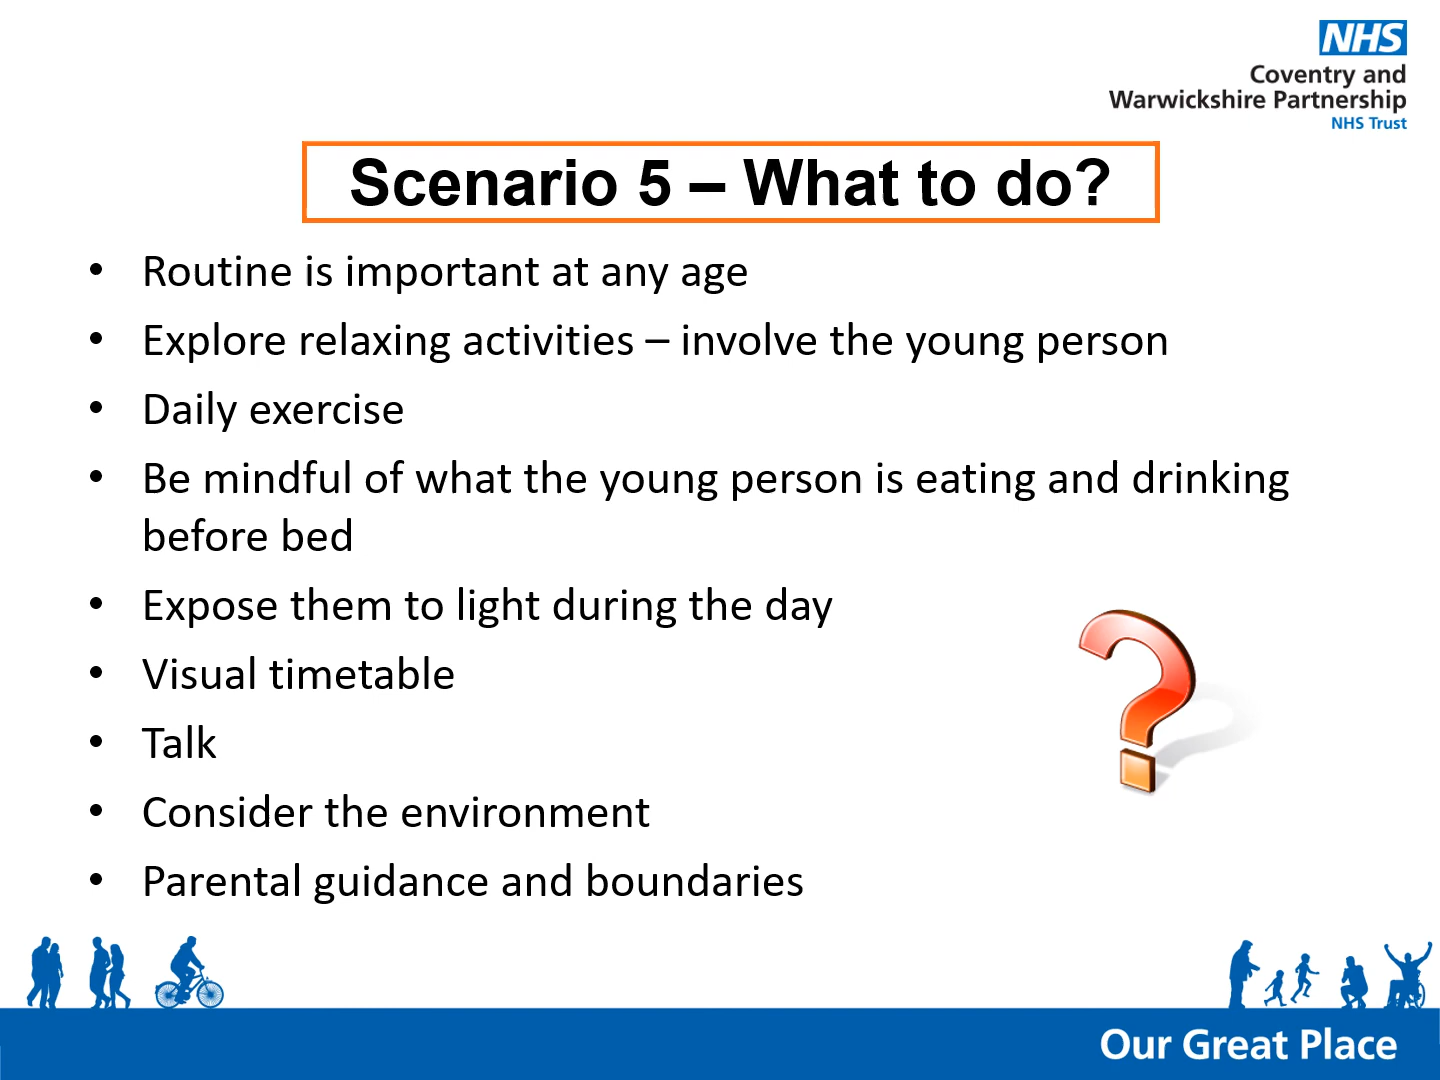 NHS
Coventry and
Warwickshire Partnership
NHS Trust
Scenario 5 – What to do?
• Routine is important at any age
• Explore relaxing activities – involve the young person
• Daily exercise
• Be mindful of what the young person is eating and drinking
before bed
• Expose them to light during the day
• Visual timetable
• Talk
• Consider the environment
• Parental guidance and boundaries
?
Our Great Place